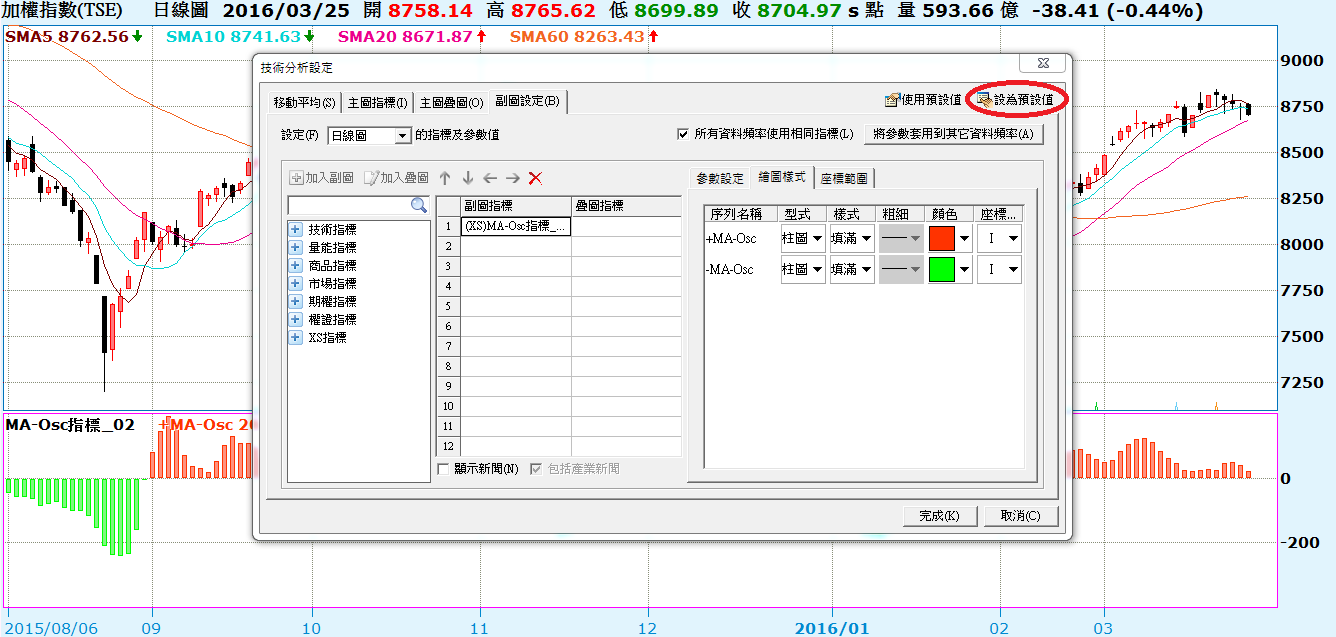 加權指數(TSE) 日線圖 2016/03/25 開 8758.14 高 8765.62 低 8699.89 收 8704.97 s 點 量 593.66 億 -38.41 (-0.44%)
SMA5 8762.56 SMA10 8741.63 SMA20 8671.87 SMA60 8263.43
技術分析設定
移動平均(S) 主圖指標(I) 主圖疊圖(O) 副圖設定(B) 使用預設值 設為預設值
設定(F) 日線圖 的指標及參數值 所有資料頻率使用相同指標(L) 將參數套用到其它資料頻率(A)
加入副圖 加入疊圖
參數設定 繪圖樣式 座標範圍
副圖指標 疊圖指標
序列名稱 型式 樣式 粗細 顏色 座標...
1 (XS)MA-Osc指標_...
2
3
4
5
6
7
8
9
10
11
12
技術指標
量能指標
商品指標
市場指標
期權指標
權證指標
XS指標
+MA-Osc 柱圖 填滿 I
-MA-Osc 柱圖 填滿 I
顯示新聞(N) 包括產業新聞
完成(K) 取消(C)
9000
8750
8500
8250
8000
7750
7500
7250
MA-Osc指標_02 +MA-Osc 20
0
-200
2015/08/06 09 10 11 12 2016/01 02 03